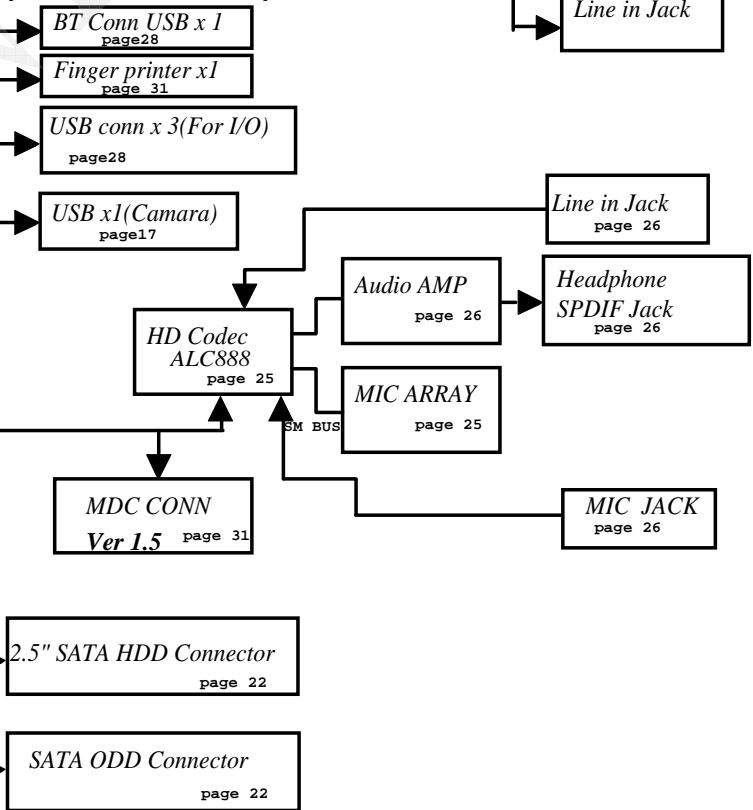 BT Conn USB x 1
page28
Line in Jack
Finger printer x1
page 31
USB conn x 3(For I/O)
page28
USB x1(Camara)
page17
Line in Jack
page 26
Audio AMP
page 26
Headphone
SPDIF Jack
page 26
HD Codec
ALC888
page 25
MIC ARRAY
page 25
SM BUS
MDC CONN
Ver 1.5 page 31
MIC JACK
page 26
2.5" SATA HDD Connector
page 22
SATA ODD Connector
page 22